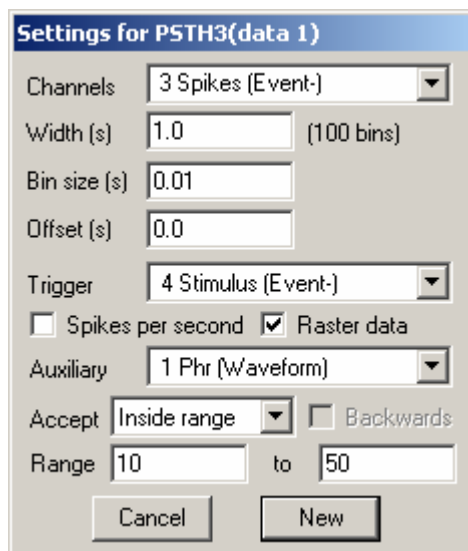 Settings for PSTH3(data 1)
Channels 3 Spikes (Event-)
Width (s) 1.0 (100 bins)
Bin size (s) 0.01
Offset (s) 0.0
Trigger 4 Stimulus (Event-)
Spikes per second Raster data
Auxiliary 1 Phr (Waveform)
Accept Inside range Backwards
Range 10 to 50
Cancel New